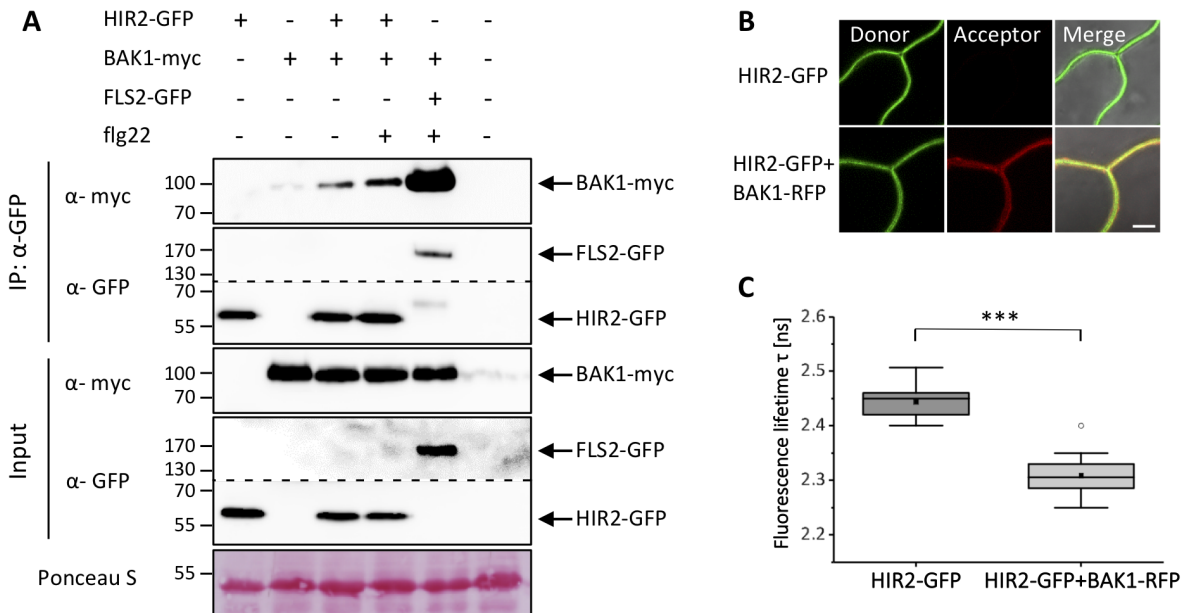 A
HIR2-GFP + - + + - -
BAK1-myc - + + + + -
FLS2-GFP - - - - + -
flg22 - - - + + -
IP: α-GFP
α- myc
100
70
BAK1-myc
α- GFP
170
130
FLS2-GFP
70
55
HIR2-GFP
Input
α- myc
100
70
BAK1-myc
α- GFP
170
130
FLS2-GFP
70
55
HIR2-GFP
Ponceau S
55
B
Donor Acceptor Merge
HIR2-GFP
HIR2-GFP+
BAK1-RFP
C
Fluorescence lifetime τ [ns]
2.6
2.5
2.4
2.3
2.2
***
HIR2-GFP HIR2-GFP+BAK1-RFP